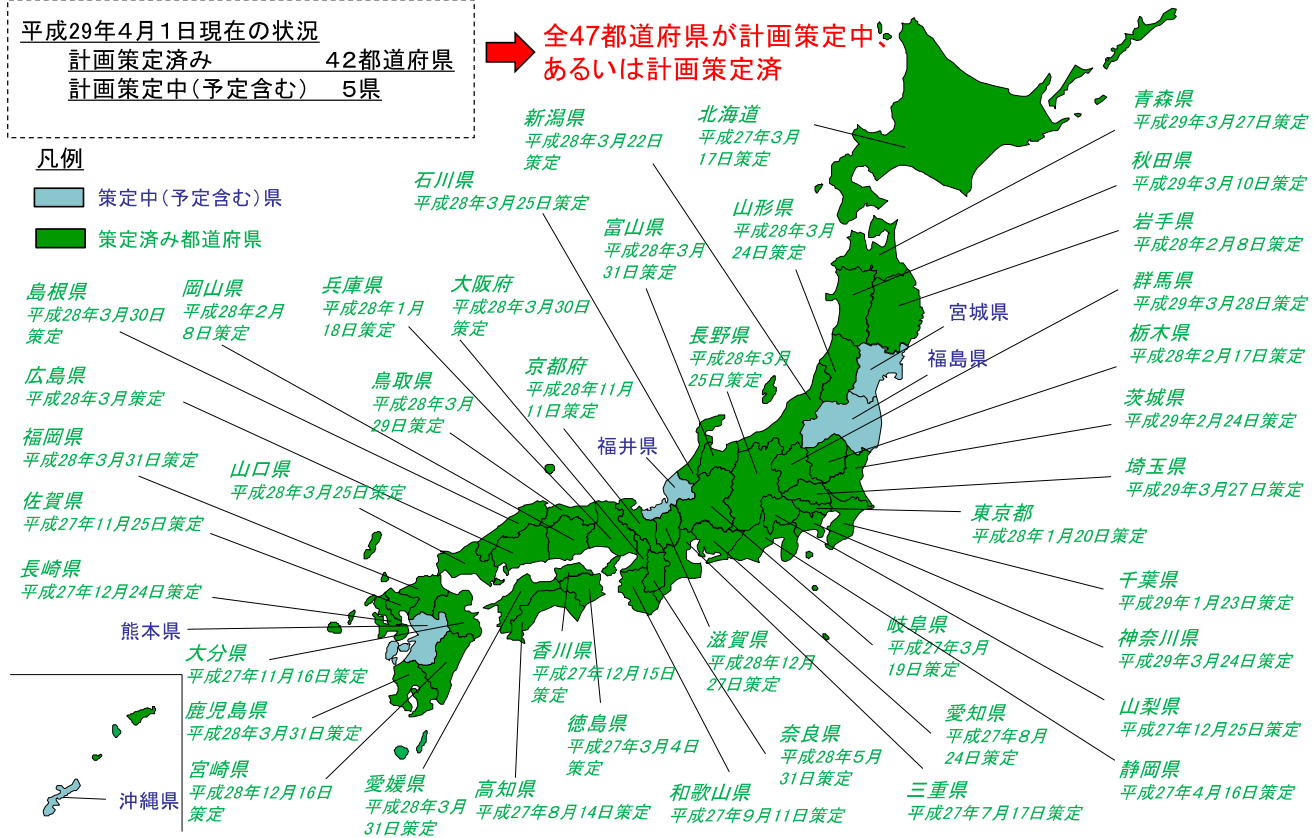 平成29年４月１日現在の状況
計画策定済み　４２都道府県
計画策定中（予定含む）　５県
全47都道府県が計画策定中、
あるいは計画策定済
凡例
策定中（予定含む）県
策定済み都道府県
新潟県
平成28年３月22日
策定
北海道
平成27年３月
17日策定
青森県
平成29年３月27日策定
秋田県
平成29年３月10日策定
石川県
平成28年３月25日策定
富山県
平成28年３月
31日策定
山形県
平成28年３月
24日策定
岩手県
平成28年２月８日策定
島根県
平成28年３月30日
策定
岡山県
平成28年２月
８日策定
兵庫県
平成28年１月
18日策定
大阪府
平成28年３月30日
策定
群馬県
平成29年３月28日策定
宮城県
栃木県
平成28年２月17日策定
長野県
平成28年３月
25日策定
福島県
広島県
平成28年３月策定
鳥取県
平成28年３月
29日策定
京都府
平成28年11月
11日策定
茨城県
平成29年２月24日策定
福岡県
平成28年３月31日策定
福井県
山口県
平成28年３月25日策定
埼玉県
平成29年３月27日策定
佐賀県
平成27年11月25日策定
東京都
平成28年１月20日策定
長崎県
平成27年12月24日策定
千葉県
平成29年１月23日策定
熊本県
大分県
平成27年11月16日策定
香川県
平成27年12月15日
策定
滋賀県
平成28年12月
27日策定
岐阜県
平成27年３月
19日策定
神奈川県
平成29年３月24日策定
鹿児島県
平成28年３月31日策定
徳島県
平成27年３月４日
策定
奈良県
平成28年５月
31日策定
愛知県
平成27年８月
24日策定
山梨県
平成27年12月25日策定
宮崎県
平成28年12月16日
策定
愛媛県
平成28年３月
31日策定
高知県
平成27年８月14日策定
和歌山県
平成27年９月11日策定
三重県
平成27年７月17日策定
静岡県
平成27年４月16日策定
沖縄県